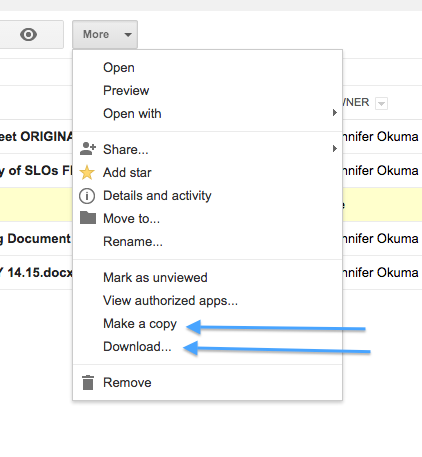 More
Open
Preview
Open with
WNER
eet ORIGINA
nnifer Okuma
Share...
Add star
y of SLOs Fl
nnifer Okuma
Details and activity
e
Move to...
g Document
Rename...
nnifer Okuma
Y 14.15.docx
nnifer Okuma
Mark as unviewed
View authorized apps...
Make a copy
Download...
Remove